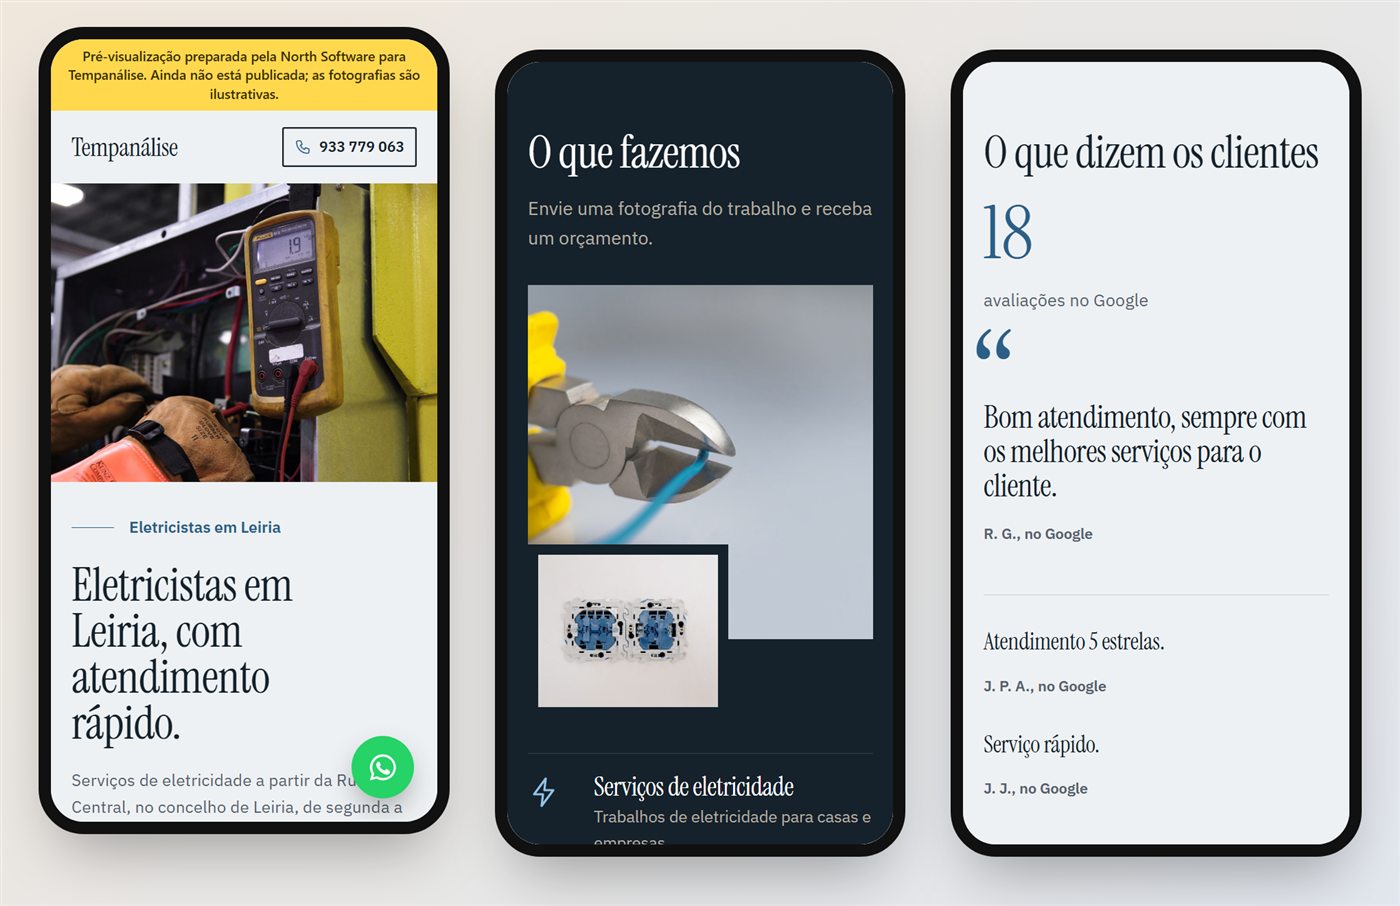 Pré-visualização preparada pela North Software para
Tempanálise. Ainda não está publicada; as fotografias são
ilustrativas.
Tempanálise
933 779 063
1.9
Eletricistas em Leiria
Eletricistas em
Leiria, com
atendimento
rápido.
Serviços de eletricidade a partir da Ru
Central, no concelho de Leiria, de segunda a
O que fazemos
Envie uma fotografia do trabalho e receba
um orçamento.
Serviços de eletricidade
Trabalhos de eletricidade para casas e
empresas
O que dizem os clientes
18
avaliações no Google
“
Bom atendimento, sempre com
os melhores serviços para o
cliente.
R. G., no Google
Atendimento 5 estrelas.
J. P. A., no Google
Serviço rápido.
J. J., no Google